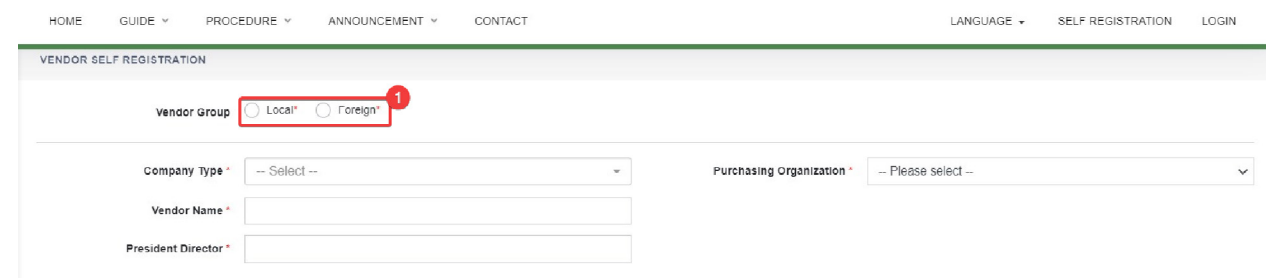 HOME GUIDE PROCEDURE ANNOUNCEMENT CONTACT LANGUAGE SELF REGISTRATION LOGIN
VENDOR SELF REGISTRATION
1
Vendor Group Local* Foreign*
Company Type * -- Select -- Purchasing Organization * -- Please select --
Vendor Name *
President Director *